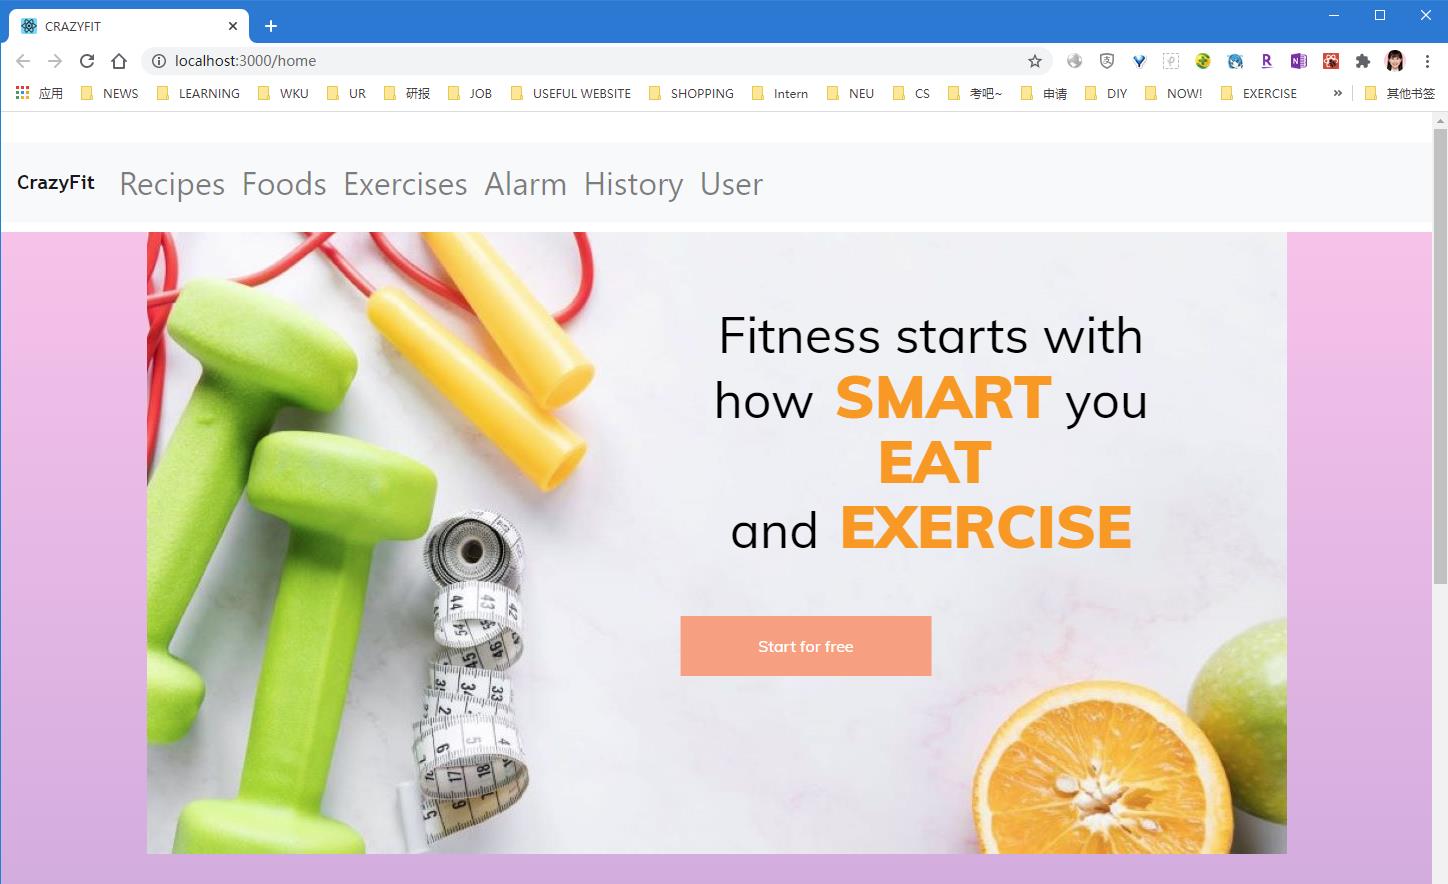 CRAZYFIT
localhost:3000/home
应用 NEWS LEARNING WKU UR 研报 JOB USEFUL WEBSITE SHOPPING Intern NEU CS 考吧~ 申请 DIY NOW! EXERCISE » 其他书签
CrazyFit Recipes Foods Exercises Alarm History User
Fitness starts with
how SMART you
EAT
and EXERCISE
Start for free